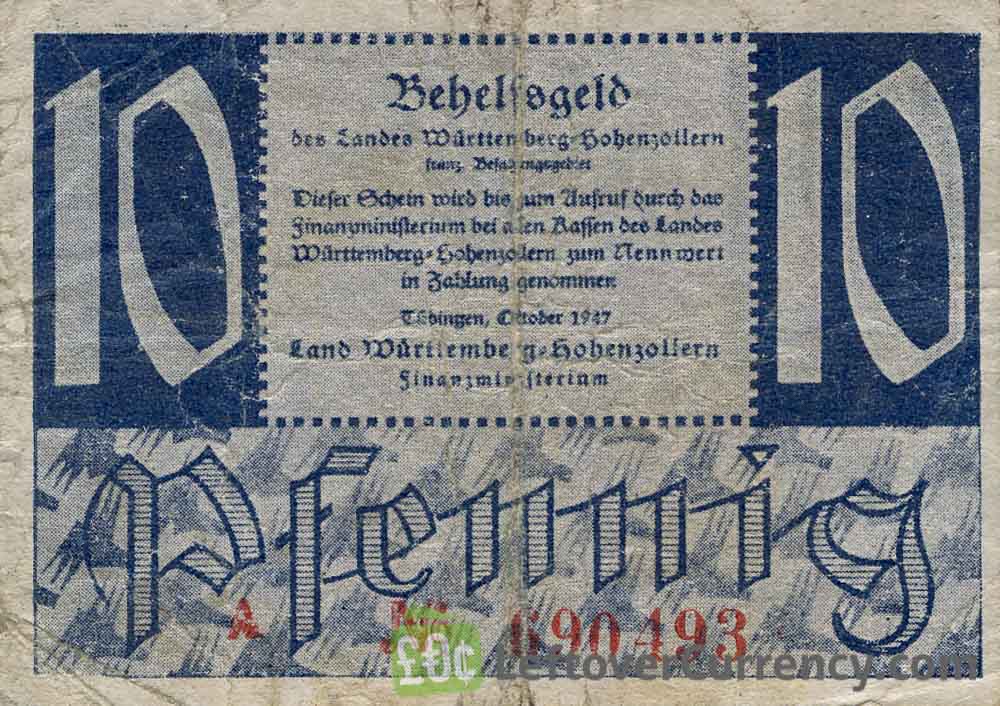 10
10
Behelfsgeld
des Landes Württemberg-Hohenzollern
franz. Besatzungsgebiet
Dieser Schein wird bis zum Aufruf durch das
Finanzministerium bei allen Kassen des Landes
Württemberg-Hohenzollern zum Nennwert
in Zahlung genommen
Tübingen, Oktober 1947
Land Württemberg-Hohenzollern
Finanzministerium
Pfennig
A 690493
£0¢ LeftoverCurrency.com